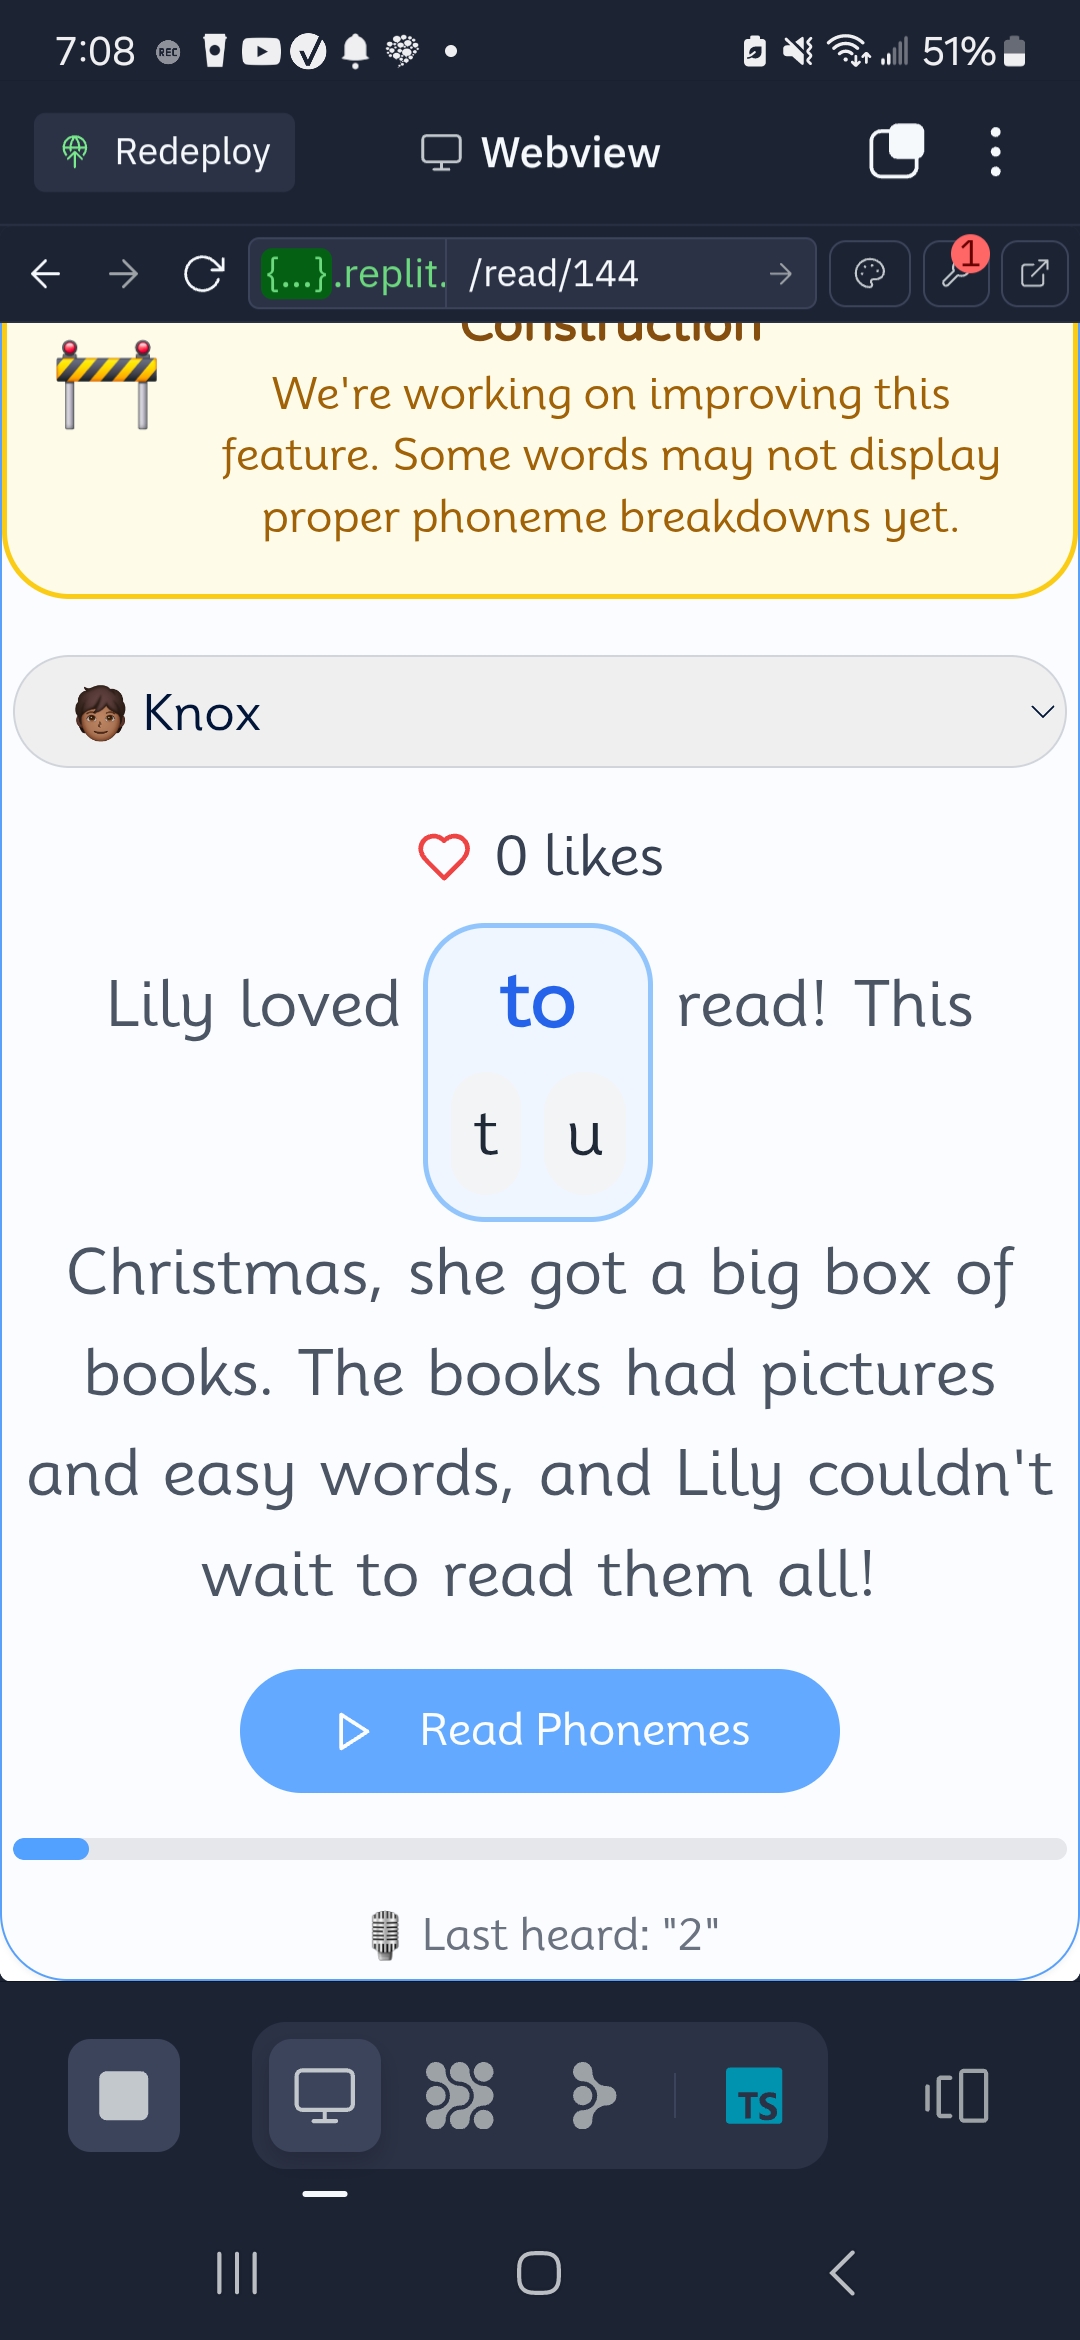 7:08
REC
51%
Redeploy
Webview
{...}.replit.
/read/144
1
Construction
We're working on improving this
feature. Some words may not display
proper phoneme breakdowns yet.
Knox
0 likes
Lily loved to read! This
t u
Christmas, she got a big box of
books. The books had pictures
and easy words, and Lily couldn't
wait to read them all!
Read Phonemes
Last heard: "2"
TS